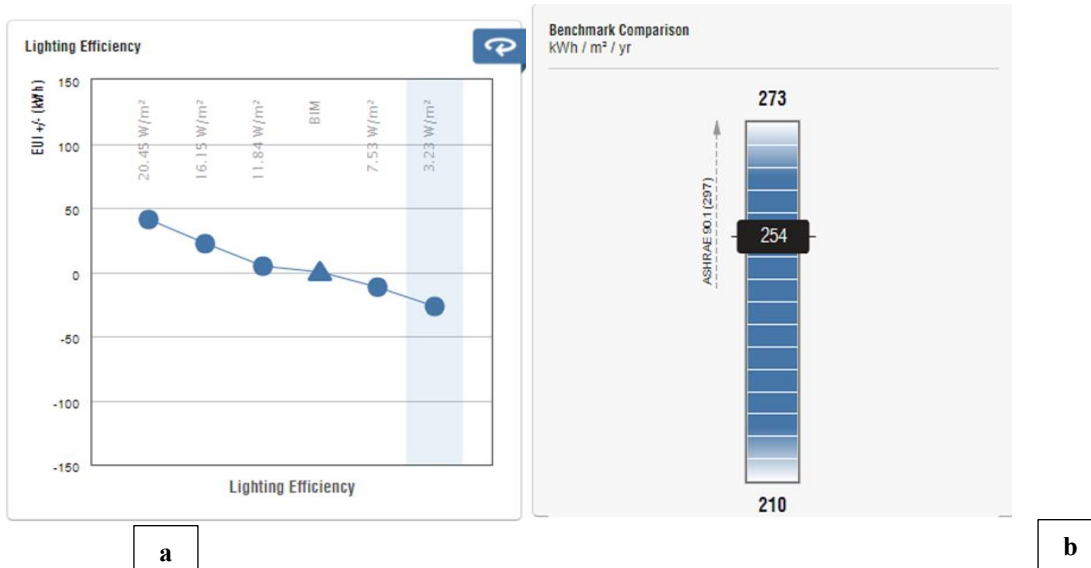 Lighting Efficiency
EUI +/- (kWh)
150
100
50
0
-50
-100
-150
20.45 W/m²
16.15 W/m²
11.84 W/m²
BIM
7.53 W/m²
3.23 W/m²
Lighting Efficiency
a
Benchmark Comparison
kWh / m² / yr
273
ASHRAE 90.1 (297)
254
210
b